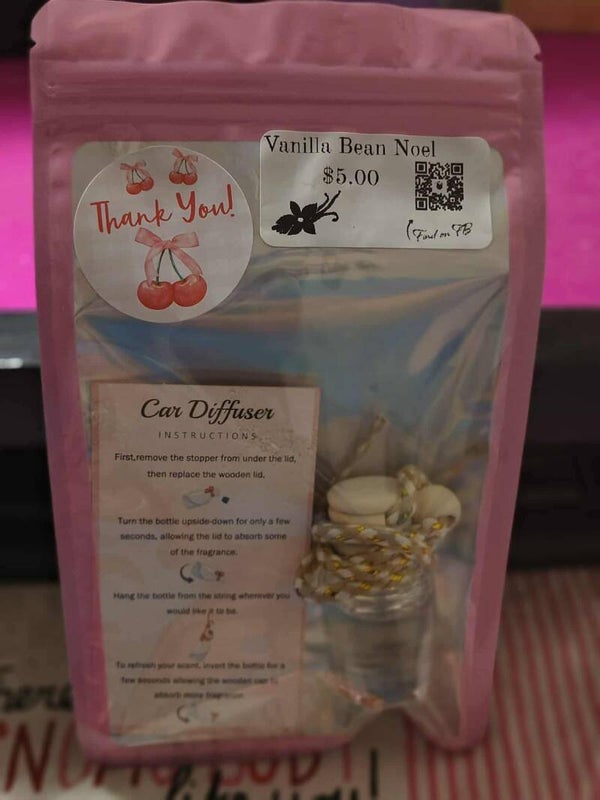 Vanilla Bean Noel
$5.00
Find on FB
Thank You!
Car Diffuser
INSTRUCTIONS
First,remove the stopper from under the lid,
then replace the wooden lid.
Turn the bottle upside-down for only a few
seconds, allowing the lid to absorb some
of the fragrance.
Hang the bottle from the string wherever you
would like it to be.
To refresh your scent, invert the bottle for a
few seconds allowing the wooden cap to
absorb more fragrance.
like you!